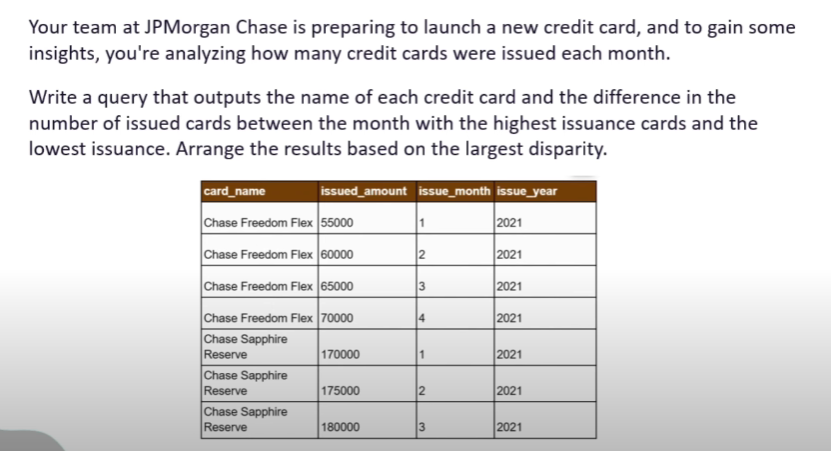 Your team at JPMorgan Chase is preparing to launch a new credit card, and to gain some
insights, you're analyzing how many credit cards were issued each month.
Write a query that outputs the name of each credit card and the difference in the
number of issued cards between the month with the highest issuance cards and the
lowest issuance. Arrange the results based on the largest disparity.
card_name issued_amount issue_month issue_year
Chase Freedom Flex 55000 1 2021
Chase Freedom Flex 60000 2 2021
Chase Freedom Flex 65000 3 2021
Chase Freedom Flex 70000 4 2021
Chase Sapphire
Reserve 170000 1 2021
Chase Sapphire
Reserve 175000 2 2021
Chase Sapphire
Reserve 180000 3 2021